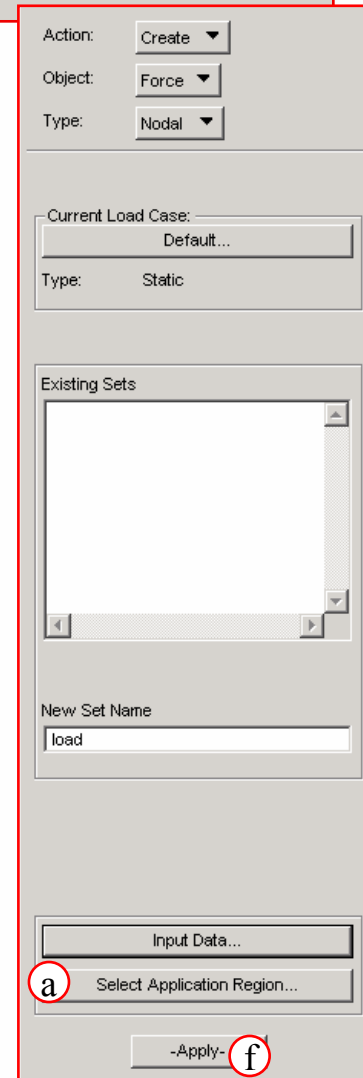 Action: Create
Object: Force
Type: Nodal
Current Load Case:
Default...
Type: Static
Existing Sets
New Set Name
load
Input Data...
a Select Application Region...
-Apply- f